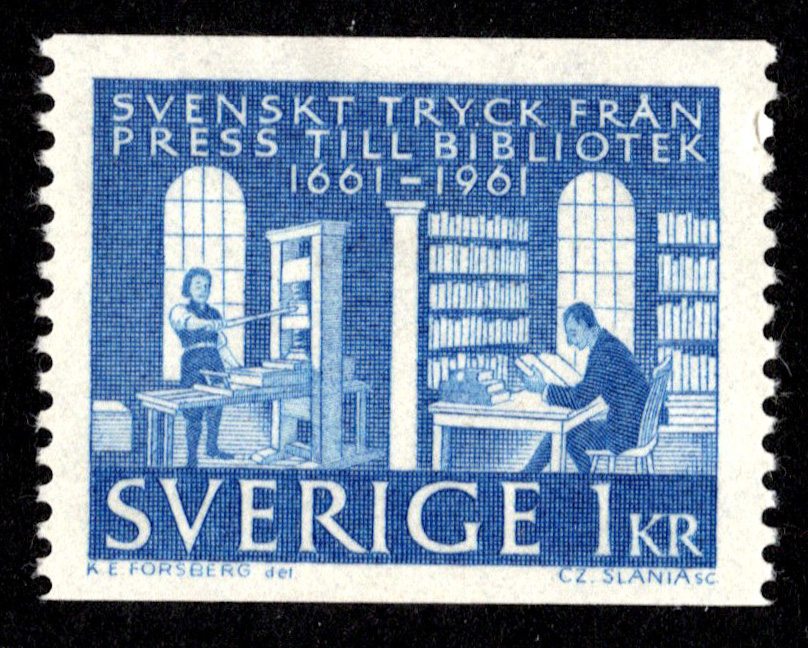 SVENSKT TRYCK FRÅN
PRESS TILL BIBLIOTEK
1661-1961
SVERIGE 1 KR
K. E. FORSBERG del. CZ. SLANIA SC.